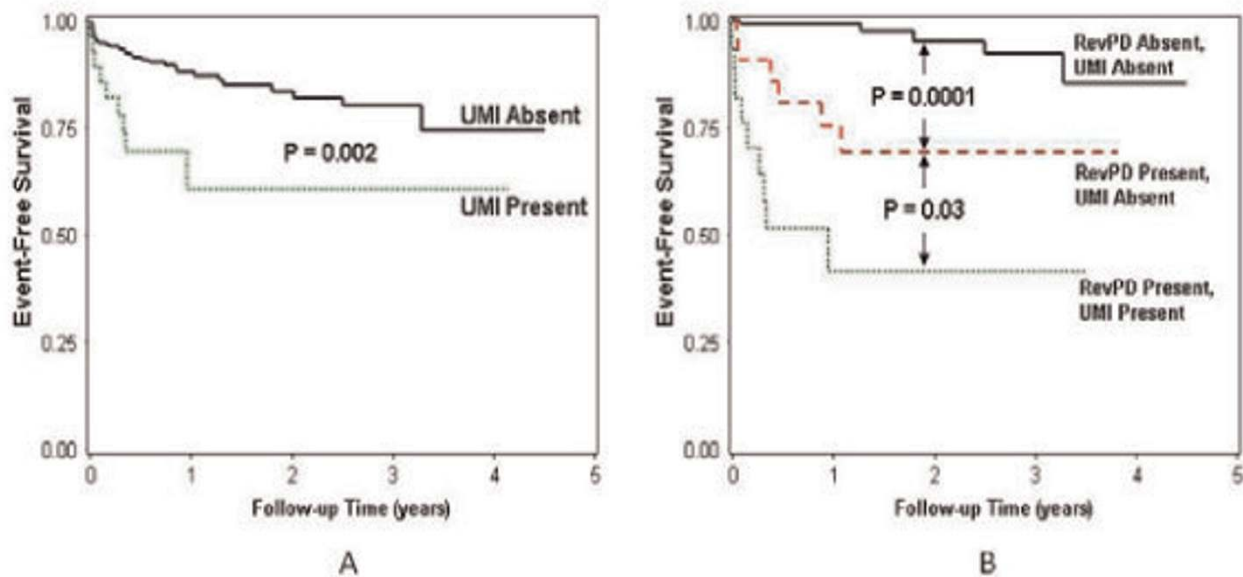 1.00
0.75
0.50
0.25
0.00
Event-Free Survival
UMI Absent
P = 0.002
UMI Present
0 1 2 3 4 5
Follow-up Time (years)
A
1.00
0.75
0.50
0.25
0.00
Event-Free Survival
RevPD Absent,
UMI Absent
P = 0.0001
RevPD Present,
UMI Absent
P = 0.03
RevPD Present,
UMI Present
0 1 2 3 4 5
Follow-up Time (years)
B